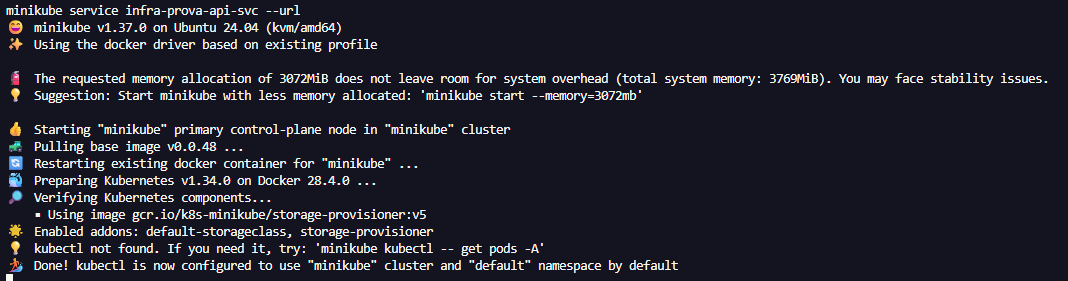 minikube service infra-prova-api-svc --url
😄 minikube v1.37.0 on Ubuntu 24.04 (kvm/amd64)
✨ Using the docker driver based on existing profile
🧯 The requested memory allocation of 3072MiB does not leave room for system overhead (total system memory: 3769MiB). You may face stability issues.
💡 Suggestion: Start minikube with less memory allocated: 'minikube start --memory=3072mb'
👍 Starting "minikube" primary control-plane node in "minikube" cluster
🚜 Pulling base image v0.0.48 ...
🔄 Restarting existing docker container for "minikube" ...
🐳 Preparing Kubernetes v1.34.0 on Docker 28.4.0 ...
🔎 Verifying Kubernetes components...
▪ Using image gcr.io/k8s-minikube/storage-provisioner:v5
🌟 Enabled addons: default-storageclass, storage-provisioner
💡 kubectl not found. If you need it, try: 'minikube kubectl -- get pods -A'
🏄 Done! kubectl is now configured to use "minikube" cluster and "default" namespace by default